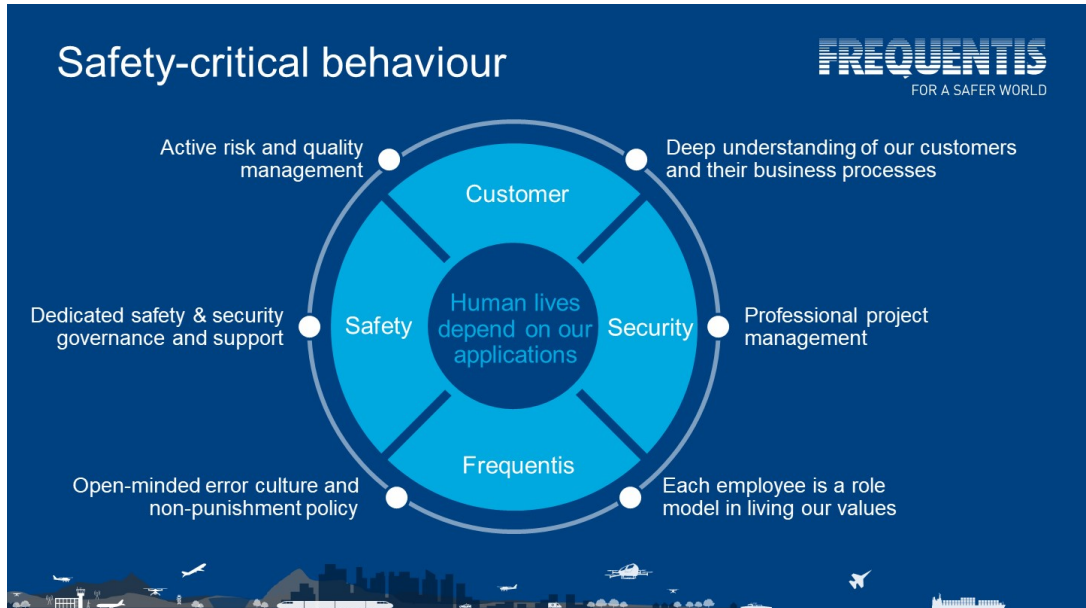 Safety-critical behaviour
FREQUENTIS
FOR A SAFER WORLD
Active risk and quality
management
Deep understanding of our customers
and their business processes
Customer
Dedicated safety & security
governance and support
Safety
Human lives
depend on our
applications
Security
Professional project
management
Frequentis
Open-minded error culture and
non-punishment policy
Each employee is a role
model in living our values